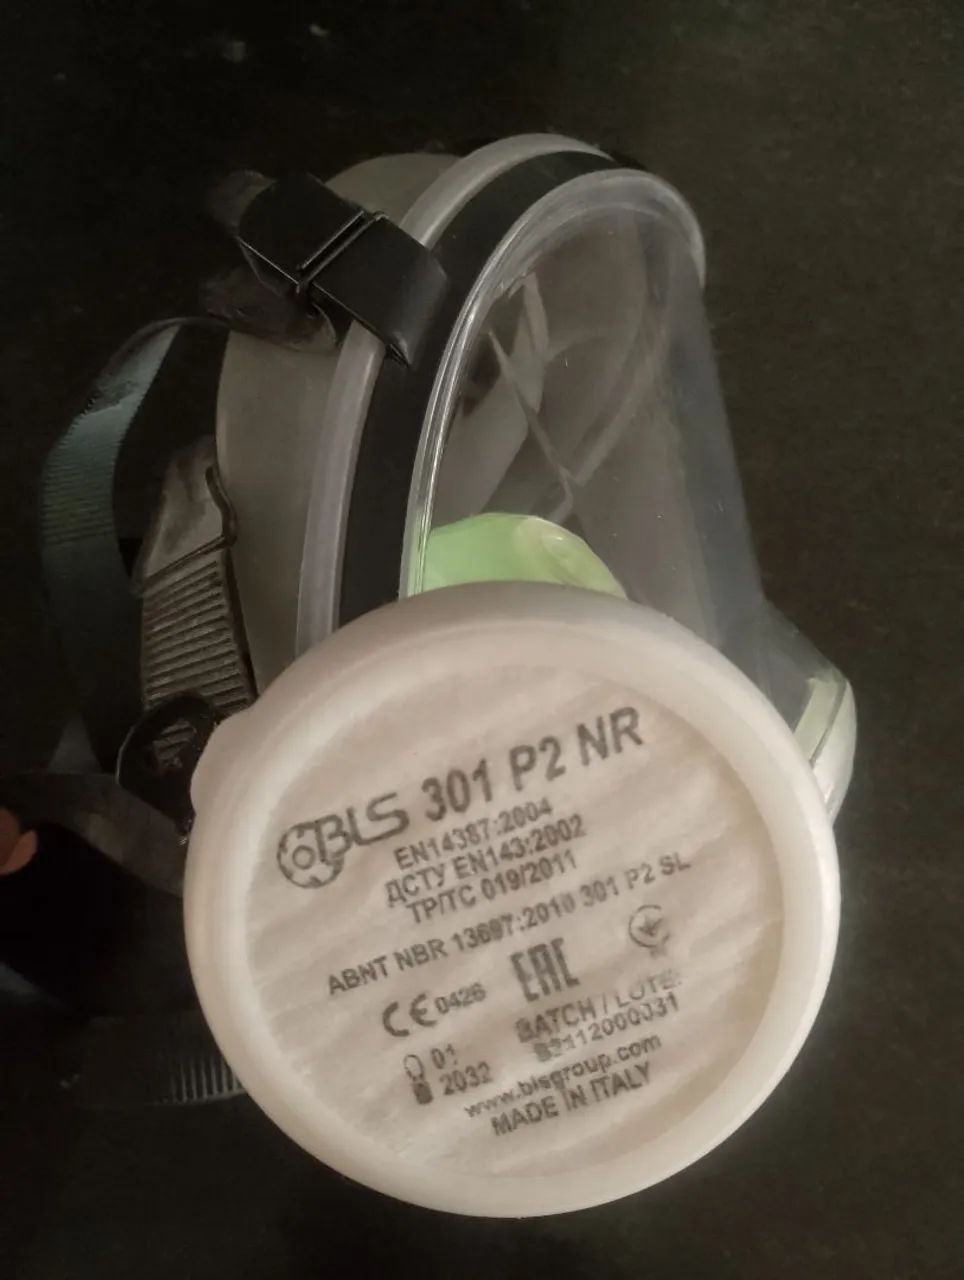 BLS 301 P2 NR
EN14387:2004
ДСТУ EN143:2002
ТР/ТС 019/2011
ABNT NBR 13697:2010 301 P2 SL
CE 0426 EAC
BATCH / LOTE:
01
2032
www.blsgroup.com
MADE IN ITALY